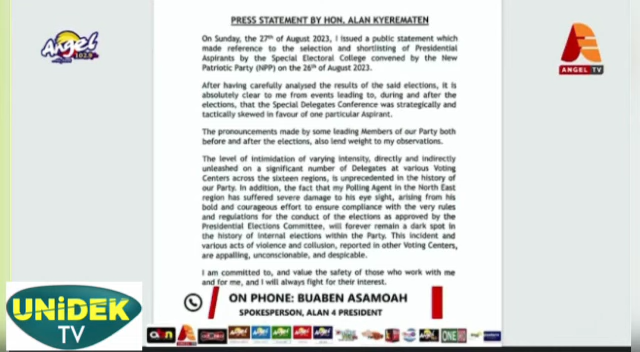 PRESS STATEMENT BY HON. ALAN KYEREMATEN
On Sunday, the 27th of August 2023, I issued a public statement which
made reference to the selection and shortlisting of Presidential
Aspirants by the Special Electoral College convened by the New
Patriotic Party (NPP) on the 26th of August 2023.
After having carefully analysed the results of the said elections, it is
absolutely clear to me from events leading to, during and after the
elections, that the Special Delegates Conference was strategically and
tactically skewed in favour of one particular Aspirant.
The pronouncements made by some leading Members of our Party both
before and after the elections, also lend weight to my observations.
The level of intimidation of varying intensity, directly and indirectly
unleashed on a significant number of Delegates at various Voting
Centers across the sixteen regions, is unprecedented in the history of
our Party. In addition, the fact that my Polling Agent in the North East
region has suffered severe damage to his eye sight, arising from his
bold and courageous effort to ensure compliance with the very rules
and regulations for the conduct of the elections as approved by the
Presidential Elections Committee, will forever remain a dark spot in
the history of internal elections within the Party. This incident and
various acts of violence and collusion, reported in other Voting Centers,
are appalling, unconscionable, and despicable.
I am committed to, and value the safety of those who work with me
and for me, and I will always fight for their interest.
Angel
102.9
ANGEL TV
ON PHONE: BUABEN ASAMOAH
SPOKESPERSON, ALAN 4 PRESIDENT
UNiDEK
TV